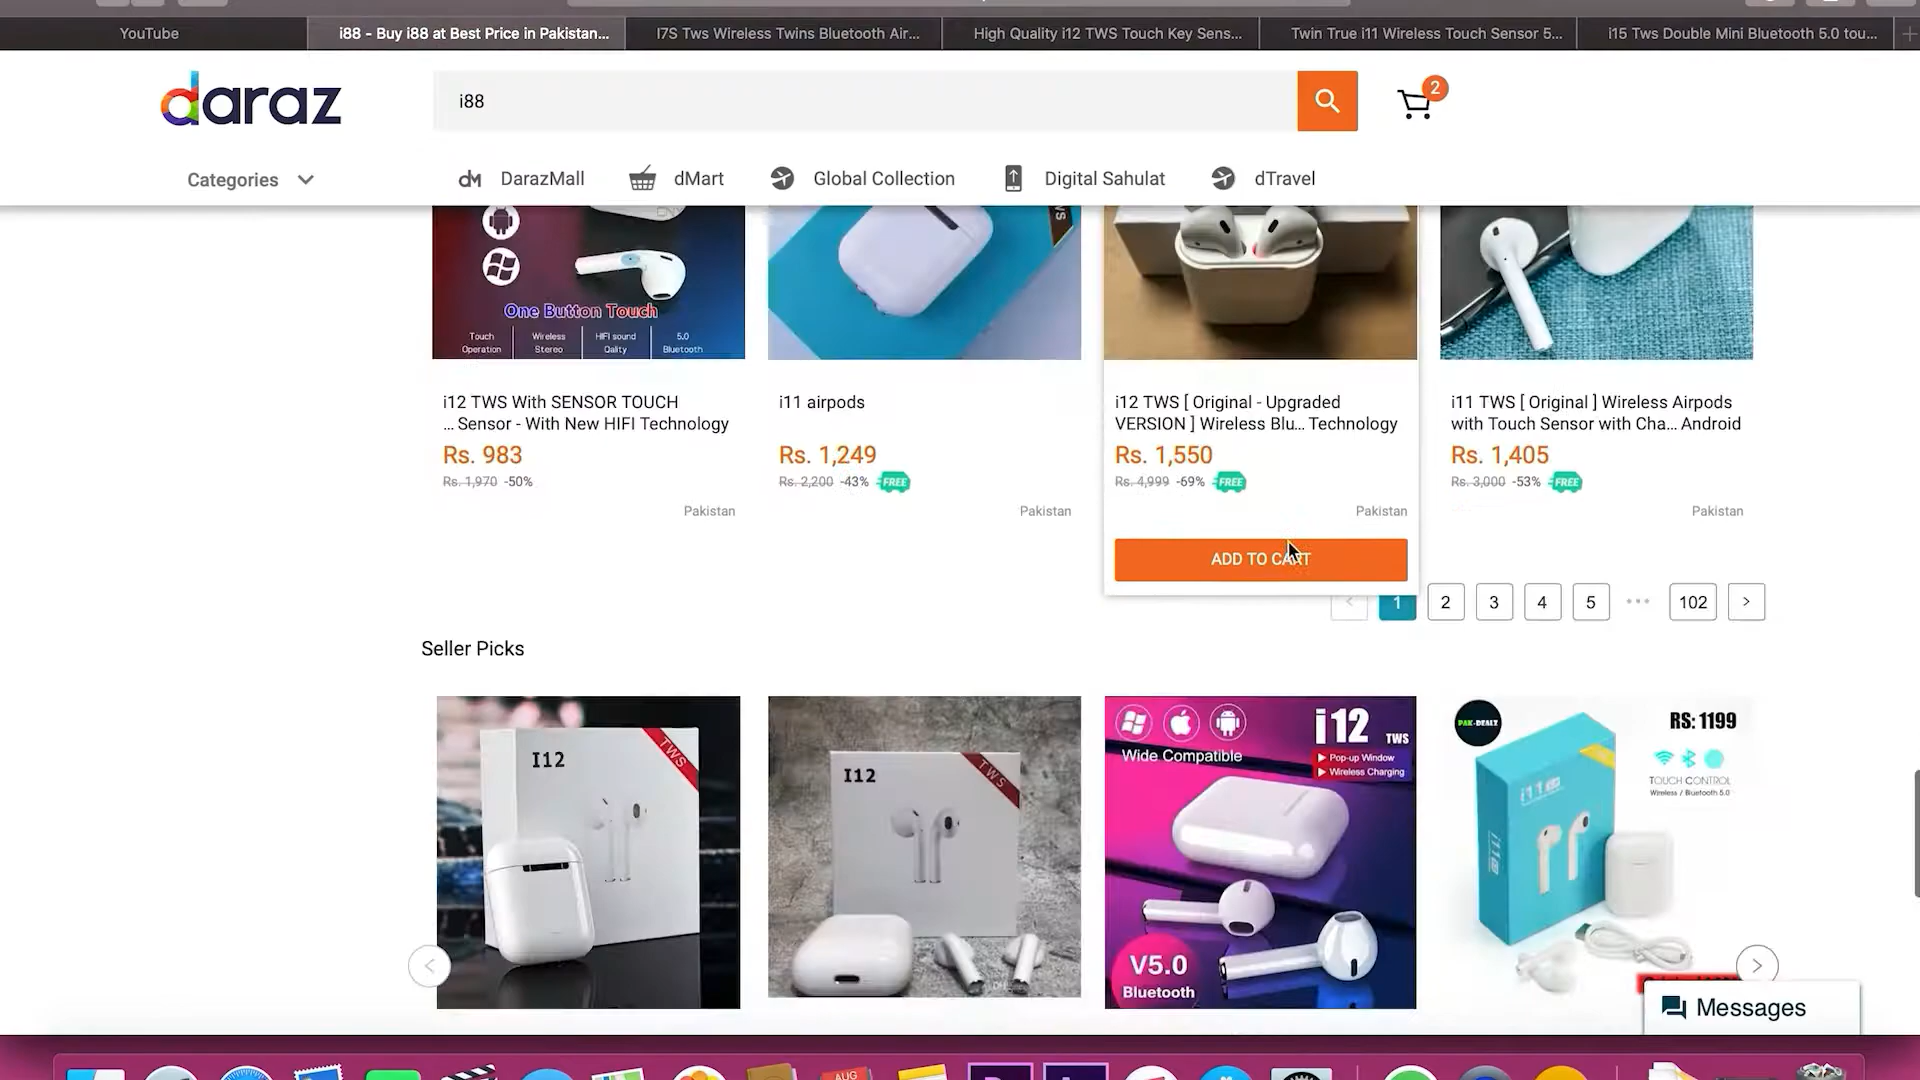 YouTube
i88 - Buy i88 at Best Price in Pakistan...
I7S Tws Wireless Twins Bluetooth Air...
High Quality i12 TWS Touch Key Sens...
Twin True i11 Wireless Touch Sensor 5...
i15 Tws Double Mini Bluetooth 5.0 tou...
daraz
i88
2
Categories
DarazMall
dMart
Global Collection
Digital Sahulat
dTravel
One Button Touch
Touch Operation
Wireless Stereo
HIFI sound Qality
5.0 Bluetooth
i12 TWS With SENSOR TOUCH
... Sensor - With New HIFI Technology
Rs. 983
Rs. 1,970 -50%
Pakistan
i11 airpods
Rs. 1,249
Rs. 2,200 -43% FREE
Pakistan
i12 TWS [ Original - Upgraded
VERSION ] Wireless Blu... Technology
Rs. 1,550
Rs. 4,999 -69% FREE
Pakistan
ADD TO CART
i11 TWS [ Original ] Wireless Airpods
with Touch Sensor with Cha... Android
Rs. 1,405
Rs. 3,000 -53% FREE
Pakistan
< 1 2 3 4 5 ... 102 >
Seller Picks
I12
TWS
I12
TWS
i12 TWS
Wide Compatible
Pop-up Window
Wireless Charging
V5.0
Bluetooth
PAK-DEALZ
RS: 1199
TOUCH CONTROL
Wireless / Bluetooth 5.0
i11
Messages
AUG